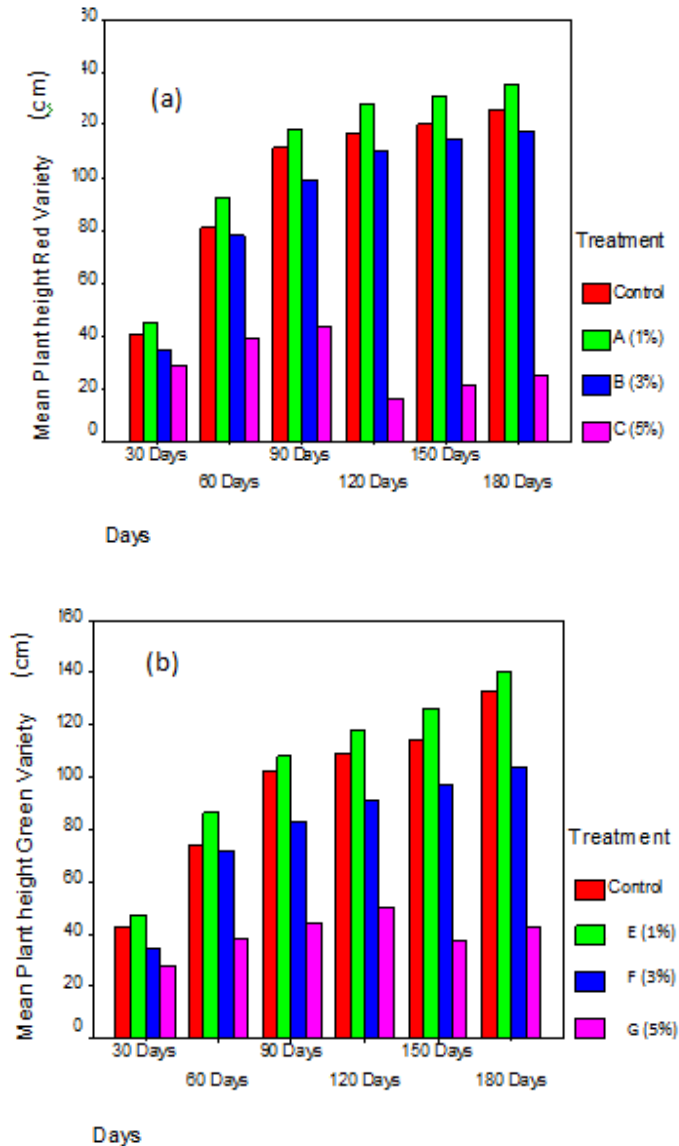 Mean Plant height Red Variety (cm)
30
40
20
100
80
60
40
20
0
(a)
30 Days
60 Days
90 Days
120 Days
150 Days
180 Days
Days
Treatment
Control
A (1%)
B (3%)
C (5%)
Mean Plant height Green Variety (cm)
160
140
120
100
80
60
40
20
0
(b)
30 Days
60 Days
90 Days
120 Days
150 Days
180 Days
Days
Treatment
Control
E (1%)
F (3%)
G (5%)